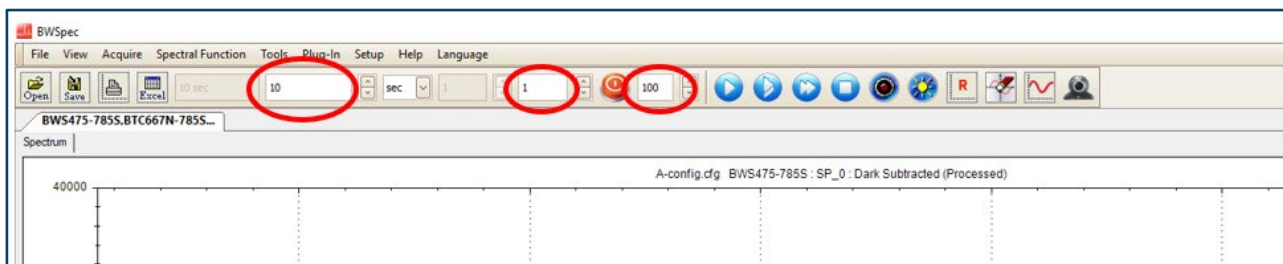 BWSpec
File View Acquire Spectral Function Tools Plug-In Setup Help Language
Open Save Excel 10 sec 10 sec 1 1 100 R
BWS475-785S,BTC667N-785S...
Spectrum
A-config.cfg BWS475-785S : SP_0 : Dark Subtracted (Processed)
40000